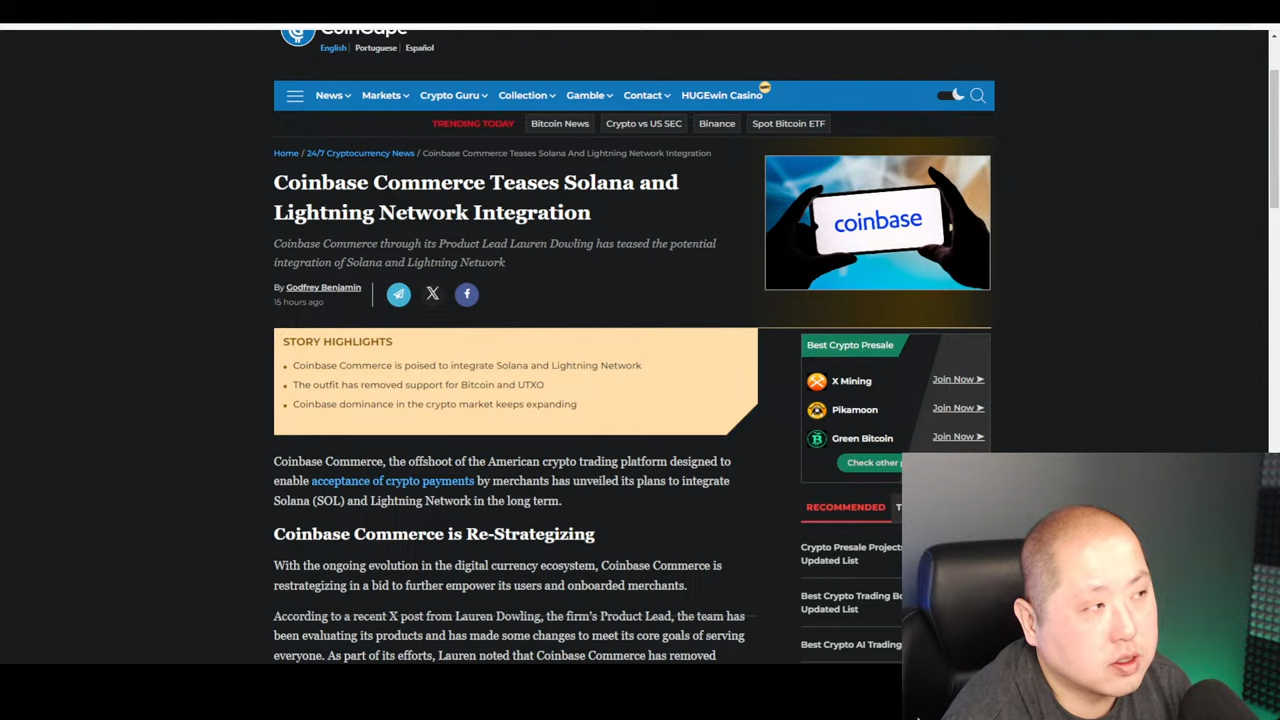 CoinGape
English | Portuguese | Español
News
Markets
Crypto Guru
Collection
Gamble
Contact
HUGEwin Casino
TRENDING TODAY
Bitcoin News
Crypto vs US SEC
Binance
Spot Bitcoin ETF
Home / 24/7 Cryptocurrency News / Coinbase Commerce Teases Solana And Lightning Network Integration
Coinbase Commerce Teases Solana and
Lightning Network Integration
Coinbase Commerce through its Product Lead Lauren Dowling has teased the potential
integration of Solana and Lightning Network
By Godfrey Benjamin
15 hours ago
coinbase
STORY HIGHLIGHTS
Coinbase Commerce is poised to integrate Solana and Lightning Network
The outfit has removed support for Bitcoin and UTXO
Coinbase dominance in the crypto market keeps expanding
Coinbase Commerce, the offshoot of the American crypto trading platform designed to
enable acceptance of crypto payments by merchants has unveiled its plans to integrate
Solana (SOL) and Lightning Network in the long term.
Coinbase Commerce is Re-Strategizing
With the ongoing evolution in the digital currency ecosystem, Coinbase Commerce is
restrategizing in a bid to further empower its users and onboarded merchants.
According to a recent X post from Lauren Dowling, the firm's Product Lead, the team has
been evaluating its products and has made some changes to meet its core goals of serving
everyone. As part of its efforts, Lauren noted that Coinbase Commerce has removed
Best Crypto Presale
X Mining
Join Now ➤
Pikamoon
Join Now ➤
Green Bitcoin
Join Now ➤
Check other
RECOMMENDED
Crypto Presale Projects
Updated List
Best Crypto Trading
Updated List
Best Crypto AI Trading